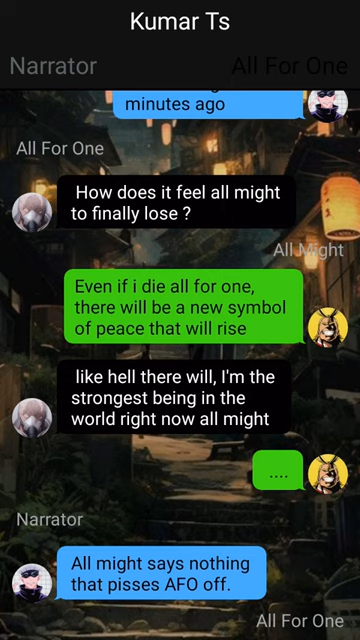 Kumar Ts
Narrator
All For One
minutes ago
All For One
How does it feel all might
to finally lose ?
All Might
Even if i die all for one,
there will be a new symbol
of peace that will rise
like hell there will, I'm the
strongest being in the
world right now all might
....
Narrator
All might says nothing
that pisses AFO off.
All For One